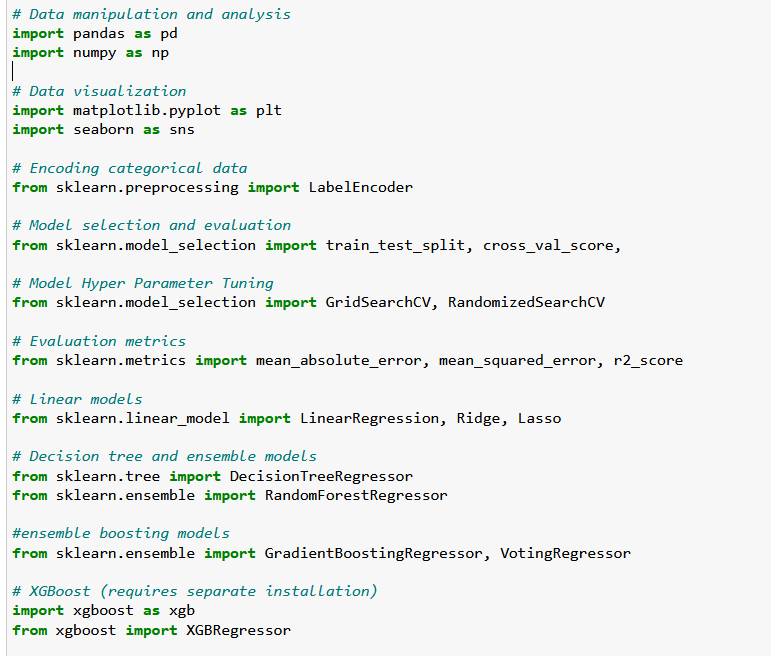 # Data manipulation and analysis
import pandas as pd
import numpy as np
# Data visualization
import matplotlib.pyplot as plt
import seaborn as sns
# Encoding categorical data
from sklearn.preprocessing import LabelEncoder
# Model selection and evaluation
from sklearn.model_selection import train_test_split, cross_val_score,
# Model Hyper Parameter Tuning
from sklearn.model_selection import GridSearchCV, RandomizedSearchCV
# Evaluation metrics
from sklearn.metrics import mean_absolute_error, mean_squared_error, r2_score
# Linear models
from sklearn.linear_model import LinearRegression, Ridge, Lasso
# Decision tree and ensemble models
from sklearn.tree import DecisionTreeRegressor
from sklearn.ensemble import RandomForestRegressor
#ensemble boosting models
from sklearn.ensemble import GradientBoostingRegressor, VotingRegressor
# XGBoost (requires separate installation)
import xgboost as xgb
from xgboost import XGBRegressor